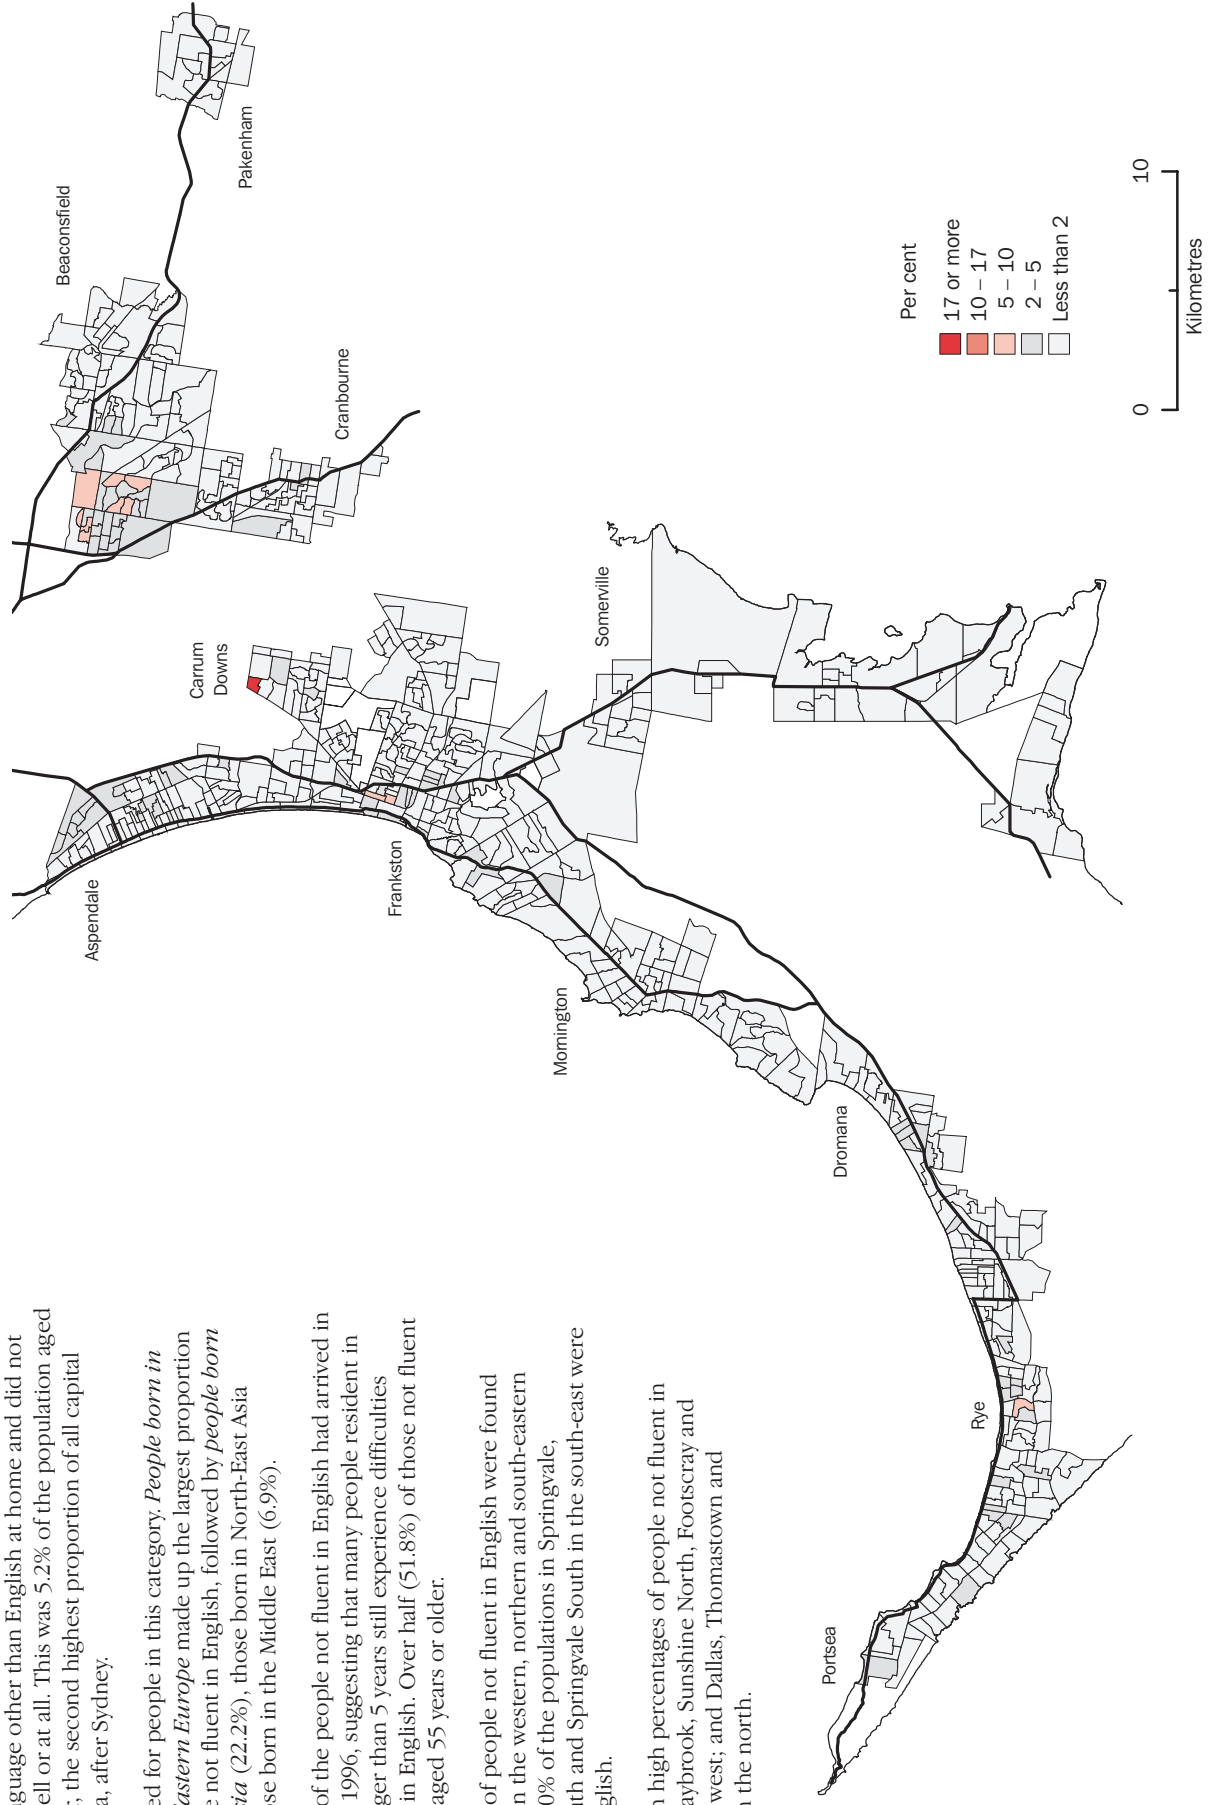 guage other than English at home and did not
ell or at all. This was 5.2% of the population aged
, the second highest proportion of all capital
a, after Sydney.
ed for people in this category. People born in
astern Europe made up the largest proportion
e not fluent in English, followed by people born
ia (22.2%), those born in North-East Asia
se born in the Middle East (6.9%).
of the people not fluent in English had arrived in
1996, suggesting that many people resident in
ger than 5 years still experience difficulties
in English. Over half (51.8%) of those not fluent
aged 55 years or older.
of people not fluent in English were found
n the western, northern and south-eastern
0% of the populations in Springvale,
th and Springvale South in the south-east were
glish.
h high percentages of people not fluent in
aybrook, Sunshine North, Footscray and
west; and Dallas, Thomastown and
n the north.
Portsea
Rye
Dromana
Mornington
Aspendale
Frankston
Carrum
Downs
Somerville
Cranbourne
Beaconsfield
Pakenham
Per cent
17 or more
10 – 17
5 – 10
2 – 5
Less than 2
0
10
Kilometres